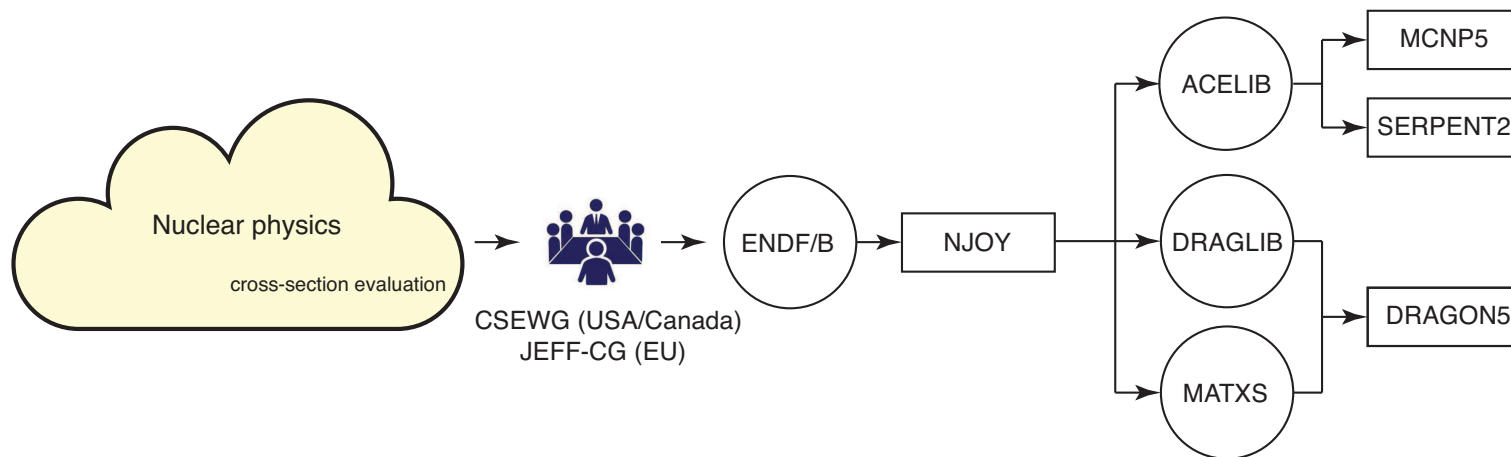 Nuclear physics
cross-section evaluation
CSEWG (USA/Canada)
JEFF-CG (EU)
ENDF/B
NJOY
ACELIB
DRAGLIB
MATXS
MCNP5
SERPENT2
DRAGON5